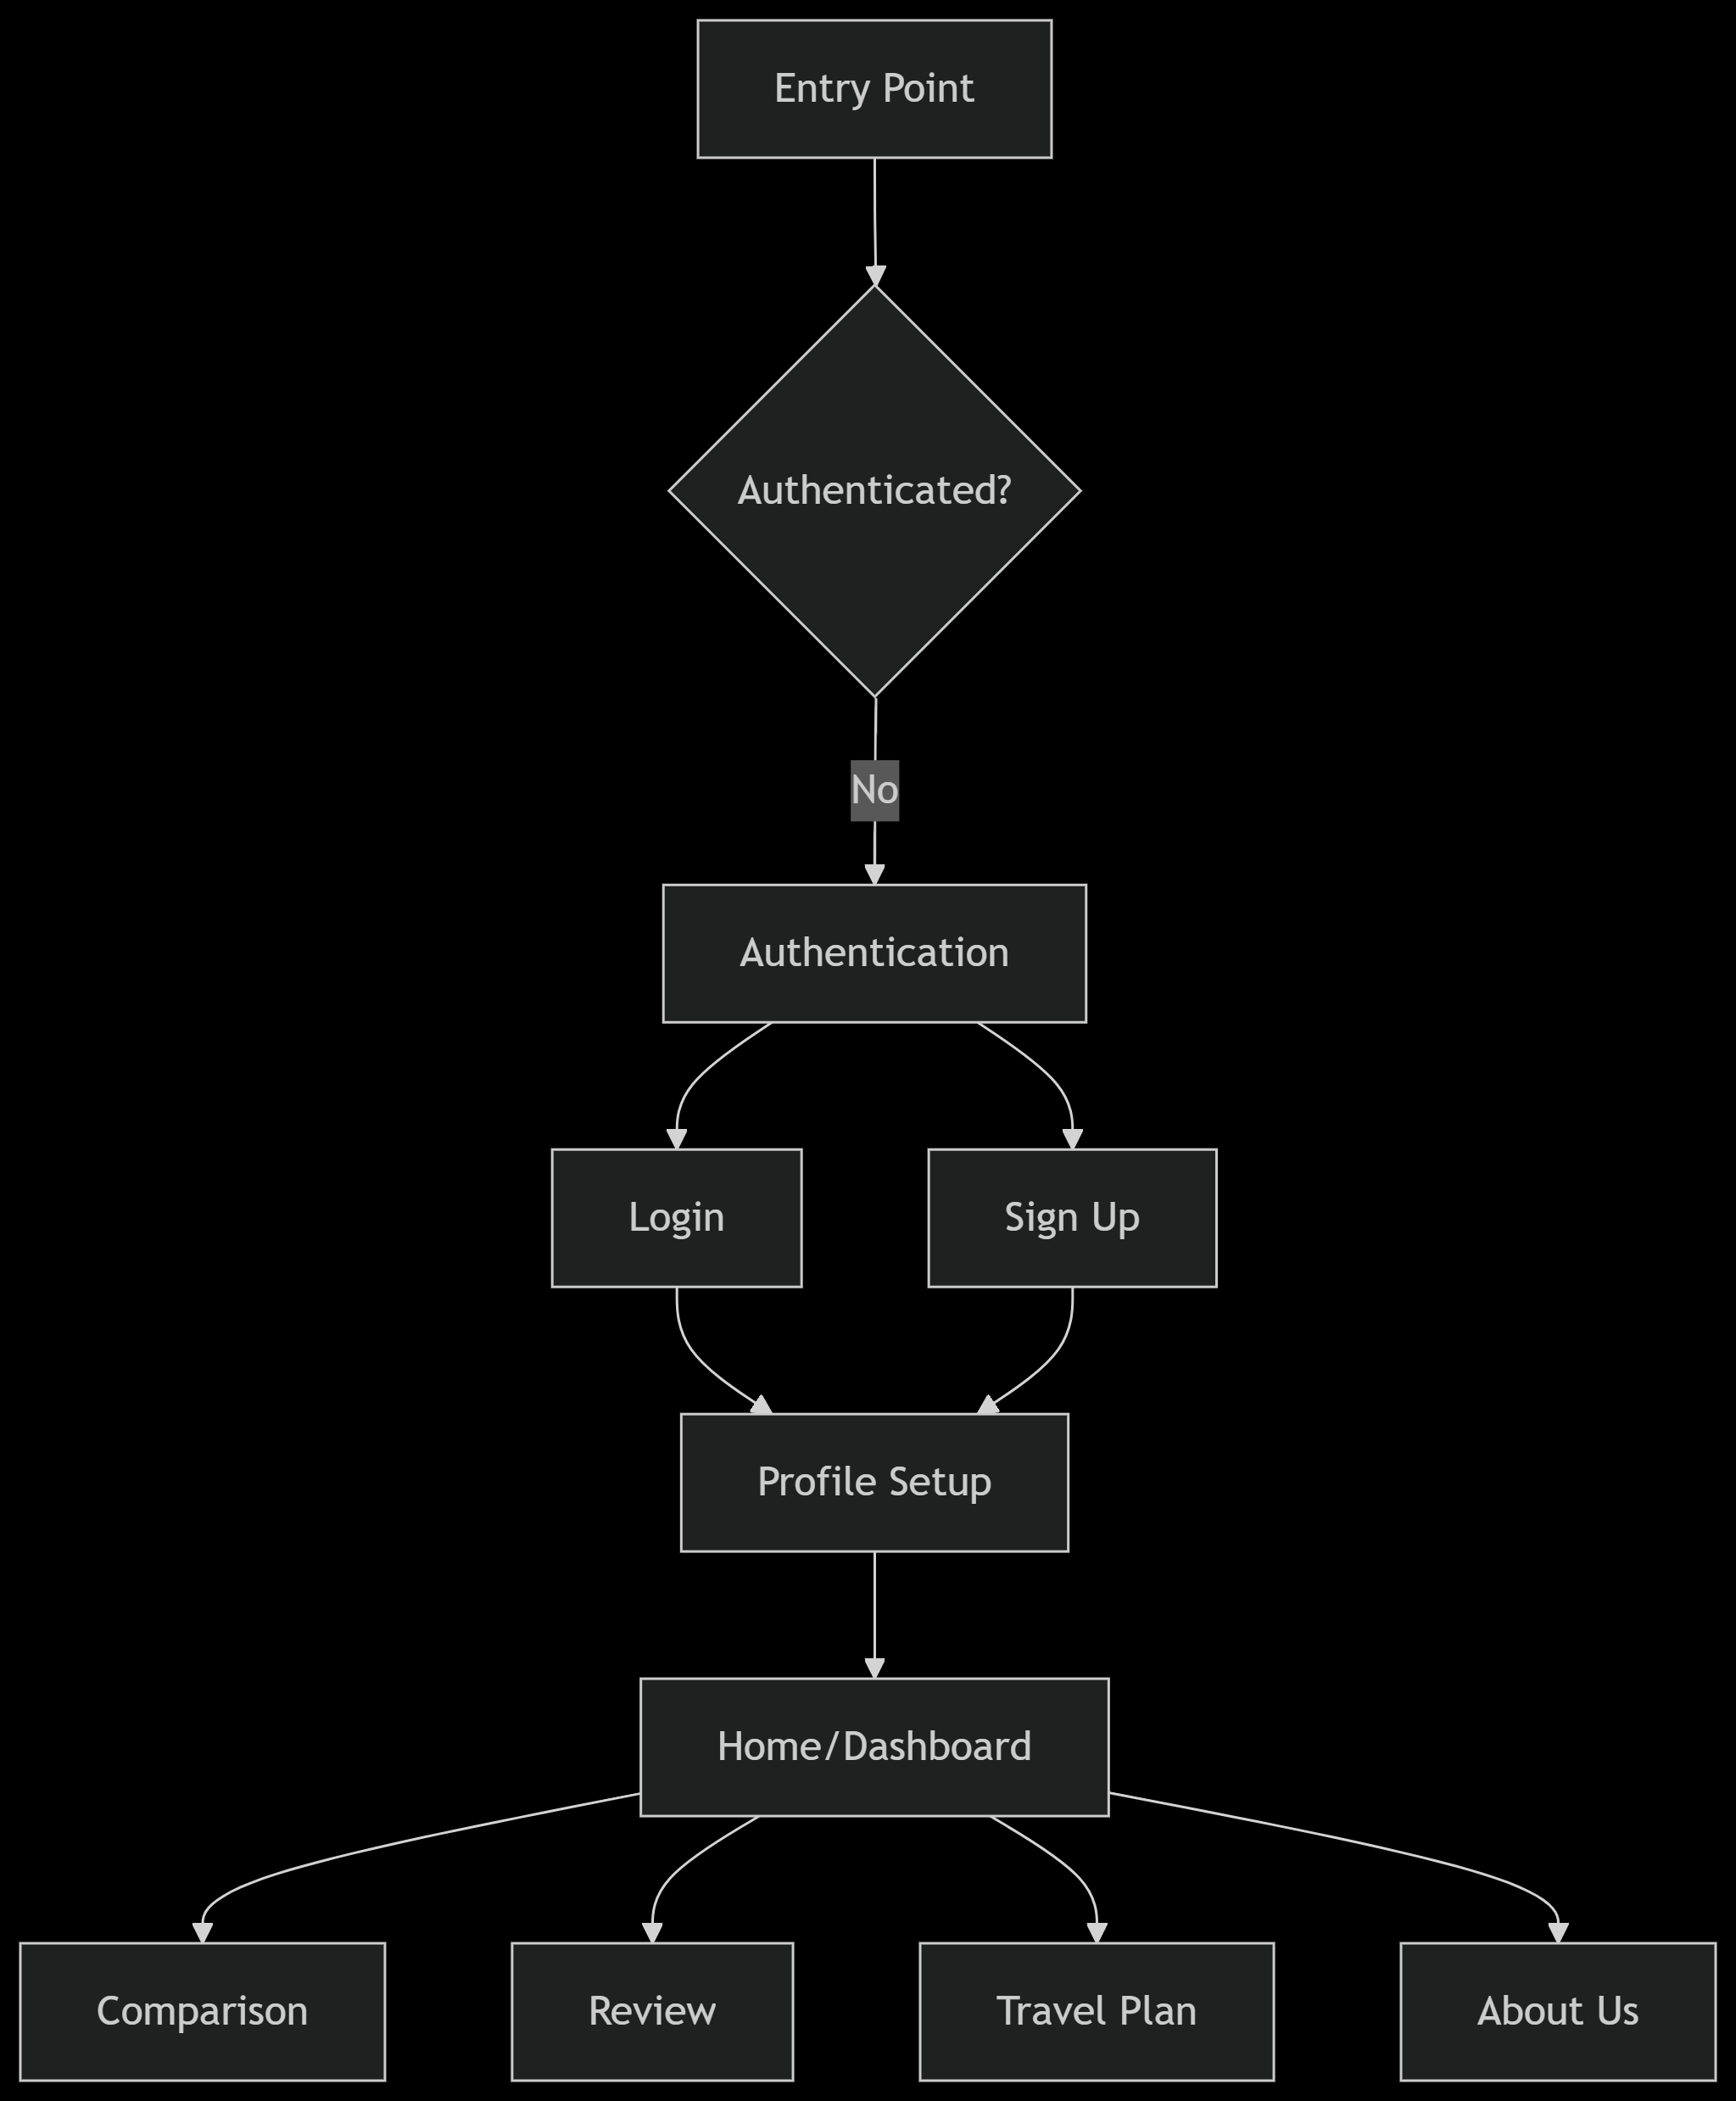 Entry Point
Authenticated?
No
Authentication
Login
Sign Up
Profile Setup
Home/Dashboard
Comparison
Review
Travel Plan
About Us